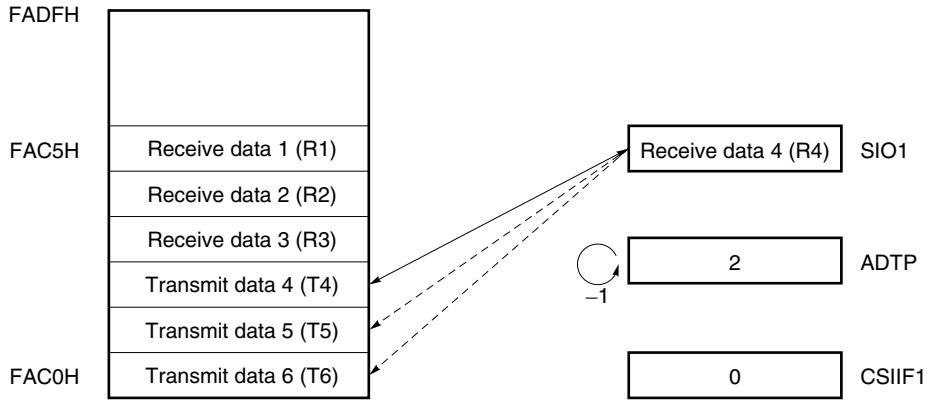 FADFH
FAC5H
Receive data 1 (R1)
Receive data 4 (R4)
SIO1
Receive data 2 (R2)
Receive data 3 (R3)
2
ADTP
–1
Transmit data 4 (T4)
Transmit data 5 (T5)
FAC0H
Transmit data 6 (T6)
0
CSIIF1